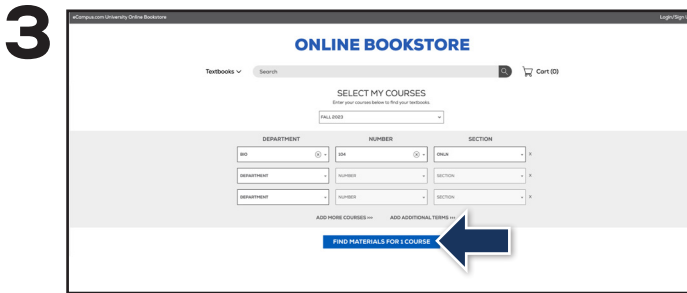 3
eCampus.com University Online Bookstore Login/Sign
ONLINE BOOKSTORE
Textbooks Search Cart (0)
SELECT MY COURSES
Enter your courses below to find your textbooks.
FALL 2023
DEPARTMENT NUMBER SECTION
BIO 104 X
DEPARTMENT NUMBER SECTION X
DEPARTMENT NUMBER SECTION X
ADD MORE COURSES ADD ADDITIONAL TERMS
FIND MATERIALS FOR 1 COURSE